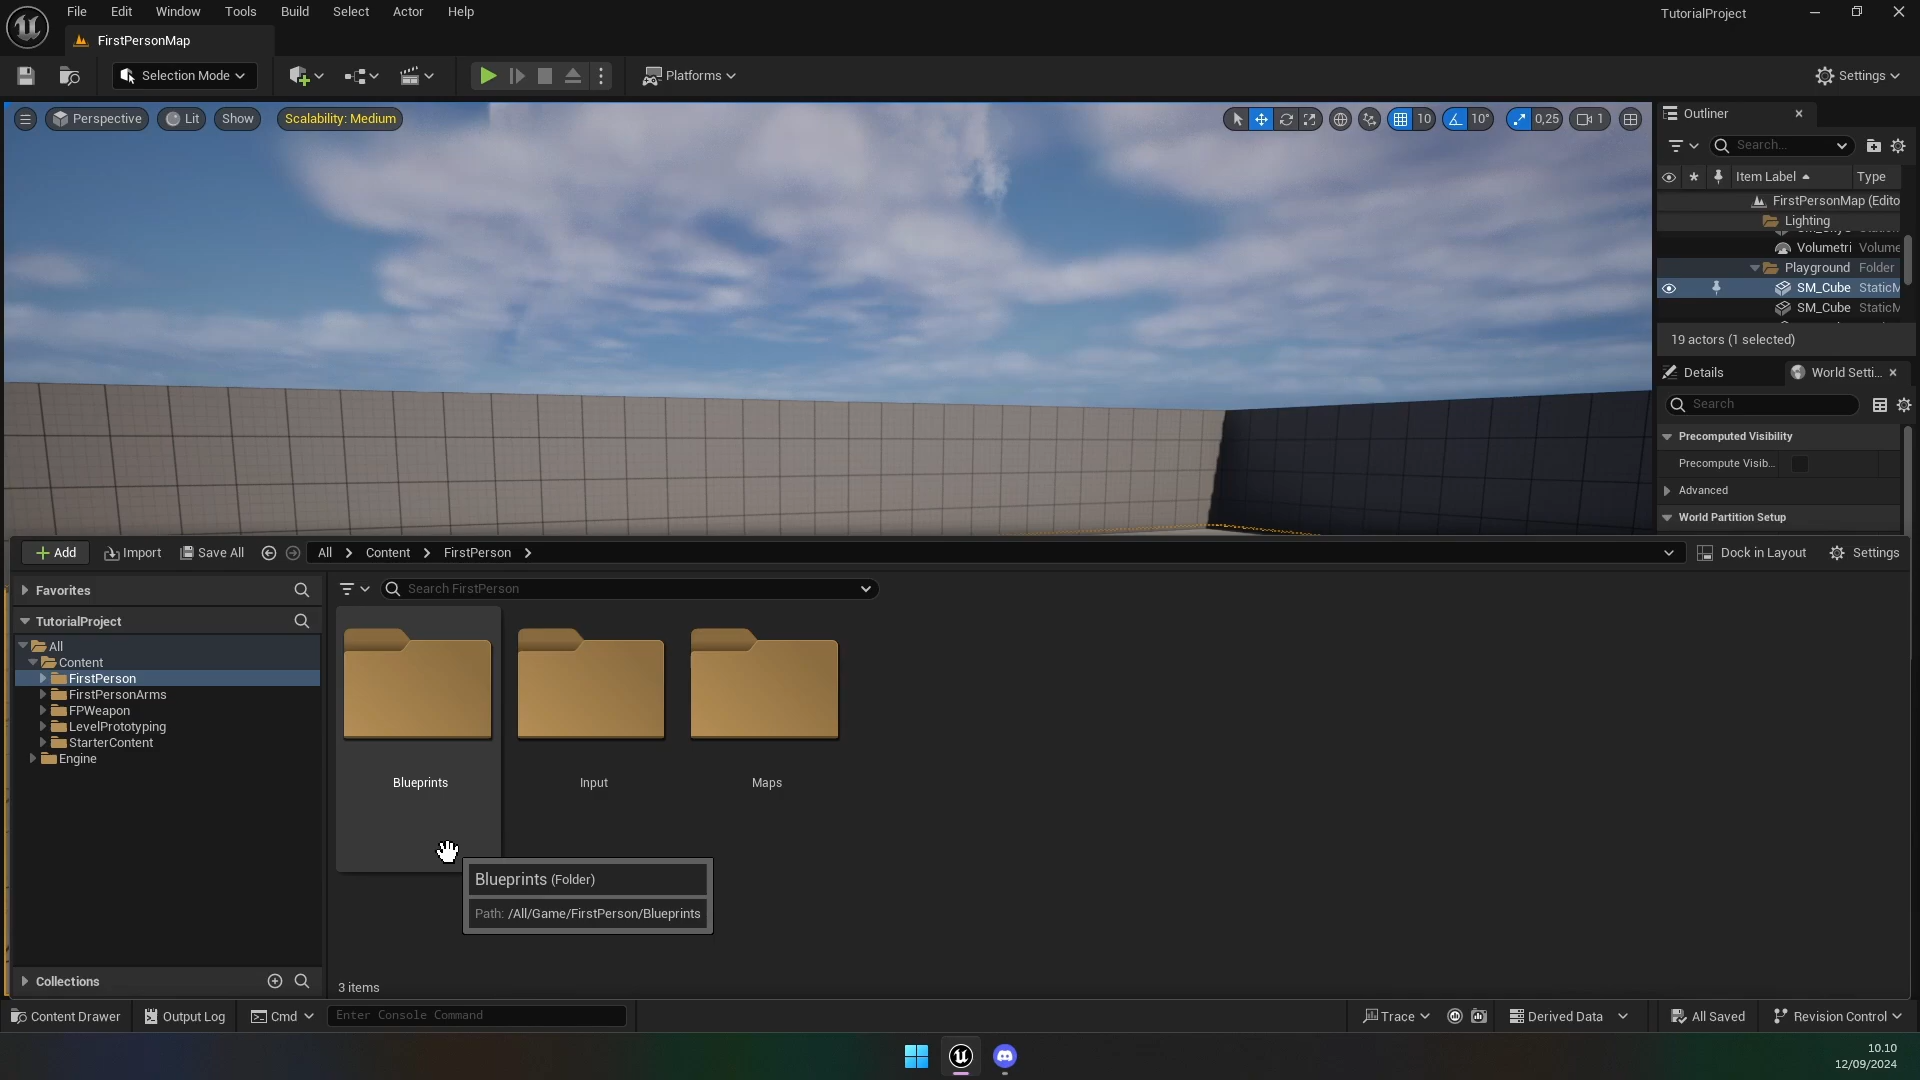 File Edit Window Tools Build Select Actor Help
TutorialProject
FirstPersonMap
Selection Mode
Platforms
Settings
Perspective
Lit
Show
Scalability: Medium
10
10°
0,25
1
Outliner
Search...
Item Label
Type
FirstPersonMap (Edito
Lighting
Volumetri Volume
Playground Folder
SM_Cube StaticM
SM_Cube StaticM
19 actors (1 selected)
Details
World Setti...
Search
Precomputed Visibility
Precompute Visib...
Advanced
World Partition Setup
Add
Import
Save All
All
Content
FirstPerson
Dock in Layout
Settings
Favorites
Search FirstPerson
TutorialProject
All
Content
FirstPerson
FirstPersonArms
FPWeapon
LevelPrototyping
StarterContent
Engine
Blueprints
Input
Maps
Blueprints (Folder)
Path: /All/Game/FirstPerson/Blueprints
Collections
3 items
Content Drawer
Output Log
Cmd
Enter Console Command
Trace
Derived Data
All Saved
Revision Control
10.10
12/09/2024